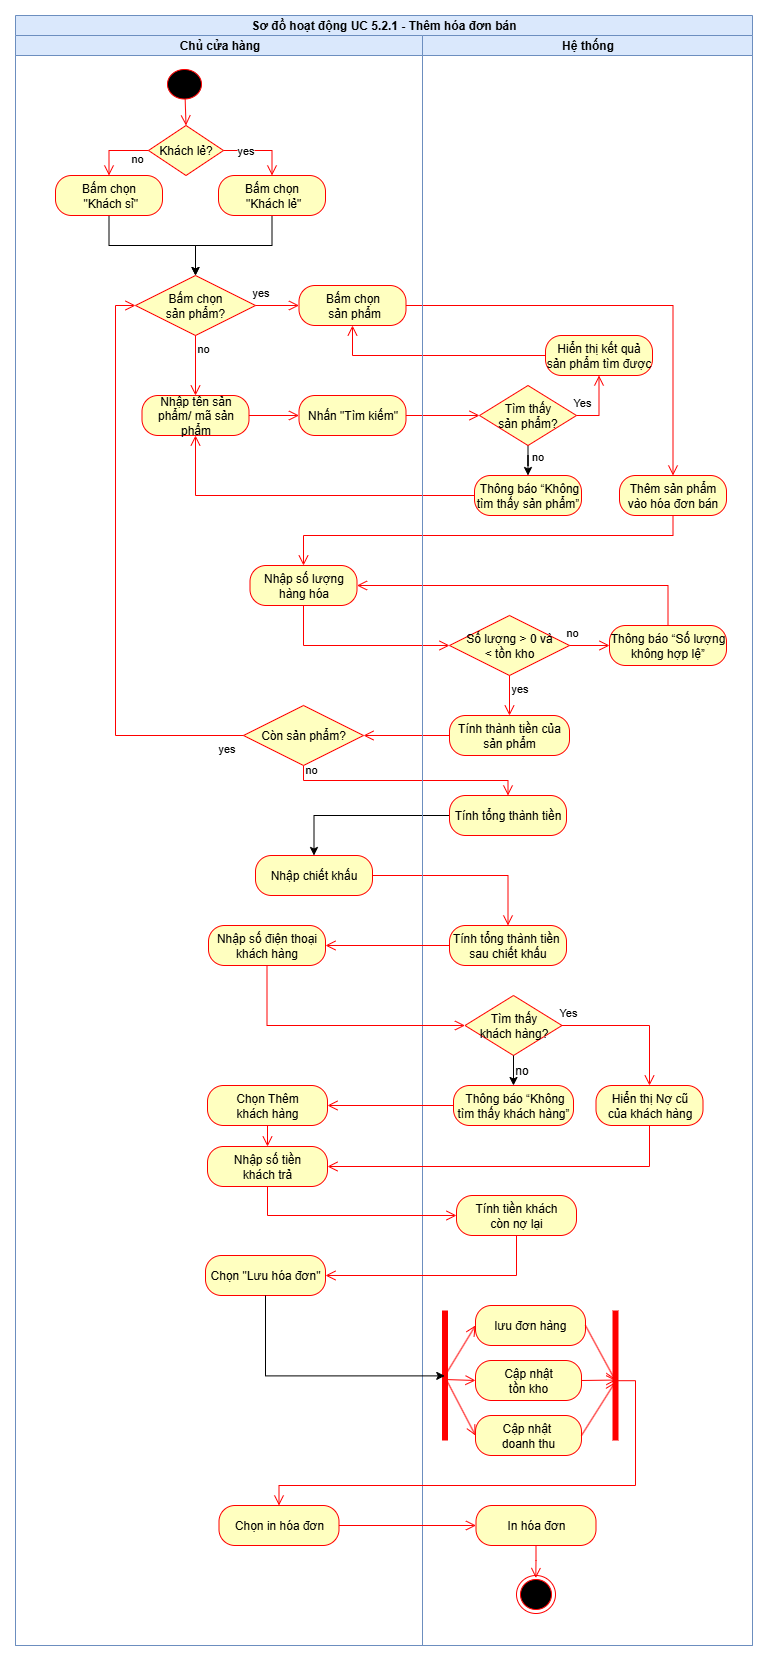 Sơ đồ hoạt động UC 5.2.1 - Thêm hóa đơn bán
Chủ cửa hàng
Hệ thống
Khách lẻ?
no
yes
Bấm chọn
"Khách sỉ"
Bấm chọn
"Khách lẻ"
Bấm chọn
sản phẩm?
yes
Bấm chọn
sản phẩm
no
Hiển thị kết quả
sản phẩm tìm được
Nhập tên sản
phẩm/ mã sản
phẩm
Nhấn "Tìm kiếm"
Tìm thấy
sản phẩm?
Yes
no
Thông báo “Không
tìm thấy sản phẩm”
Thêm sản phẩm
vào hóa đơn bán
Nhập số lượng
hàng hóa
Số lượng > 0 và
< tồn kho
no
Thông báo “Số lượng
không hợp lệ”
yes
Tính thành tiền của
sản phẩm
Còn sản phẩm?
yes
no
Tính tổng thành tiền
Nhập chiết khấu
Nhập số điện thoại
khách hàng
Tính tổng thành tiền
sau chiết khấu
Tìm thấy
khách hàng?
Yes
no
Chọn Thêm
khách hàng
Thông báo “Không
tìm thấy khách hàng”
Hiển thị Nợ cũ
của khách hàng
Nhập số tiền
khách trả
Tính tiền khách
còn nợ lại
Chọn "Lưu hóa đơn"
lưu đơn hàng
Cập nhật
tồn kho
Cập nhật
doanh thu
Chọn in hóa đơn
In hóa đơn